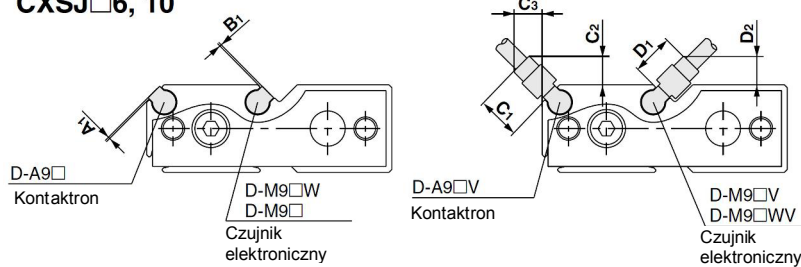 CXSJ□6, 10
B1
A1
D-A9□
Kontaktron
D-M9□W
D-M9□
Czujnik
elektroniczny
C3
C2
D1
D2
C1
D-A9□V
Kontaktron
D-M9□V
D-M9□WV
Czujnik
elektroniczny